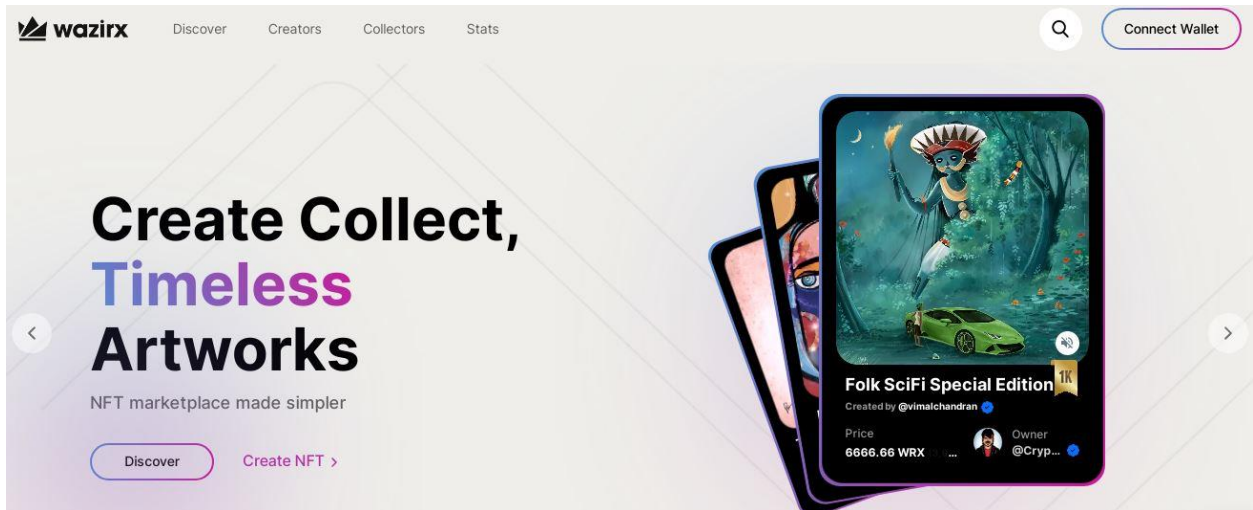 wazirx
Discover
Creators
Collectors
Stats
Connect Wallet
Create Collect,
Timeless
Artworks
NFT marketplace made simpler
Discover
Create NFT
Folk SciFi Special Edition
1K
Created by @vimalchandran
Price
6666.66 WRX ...
Owner
@Cryp...